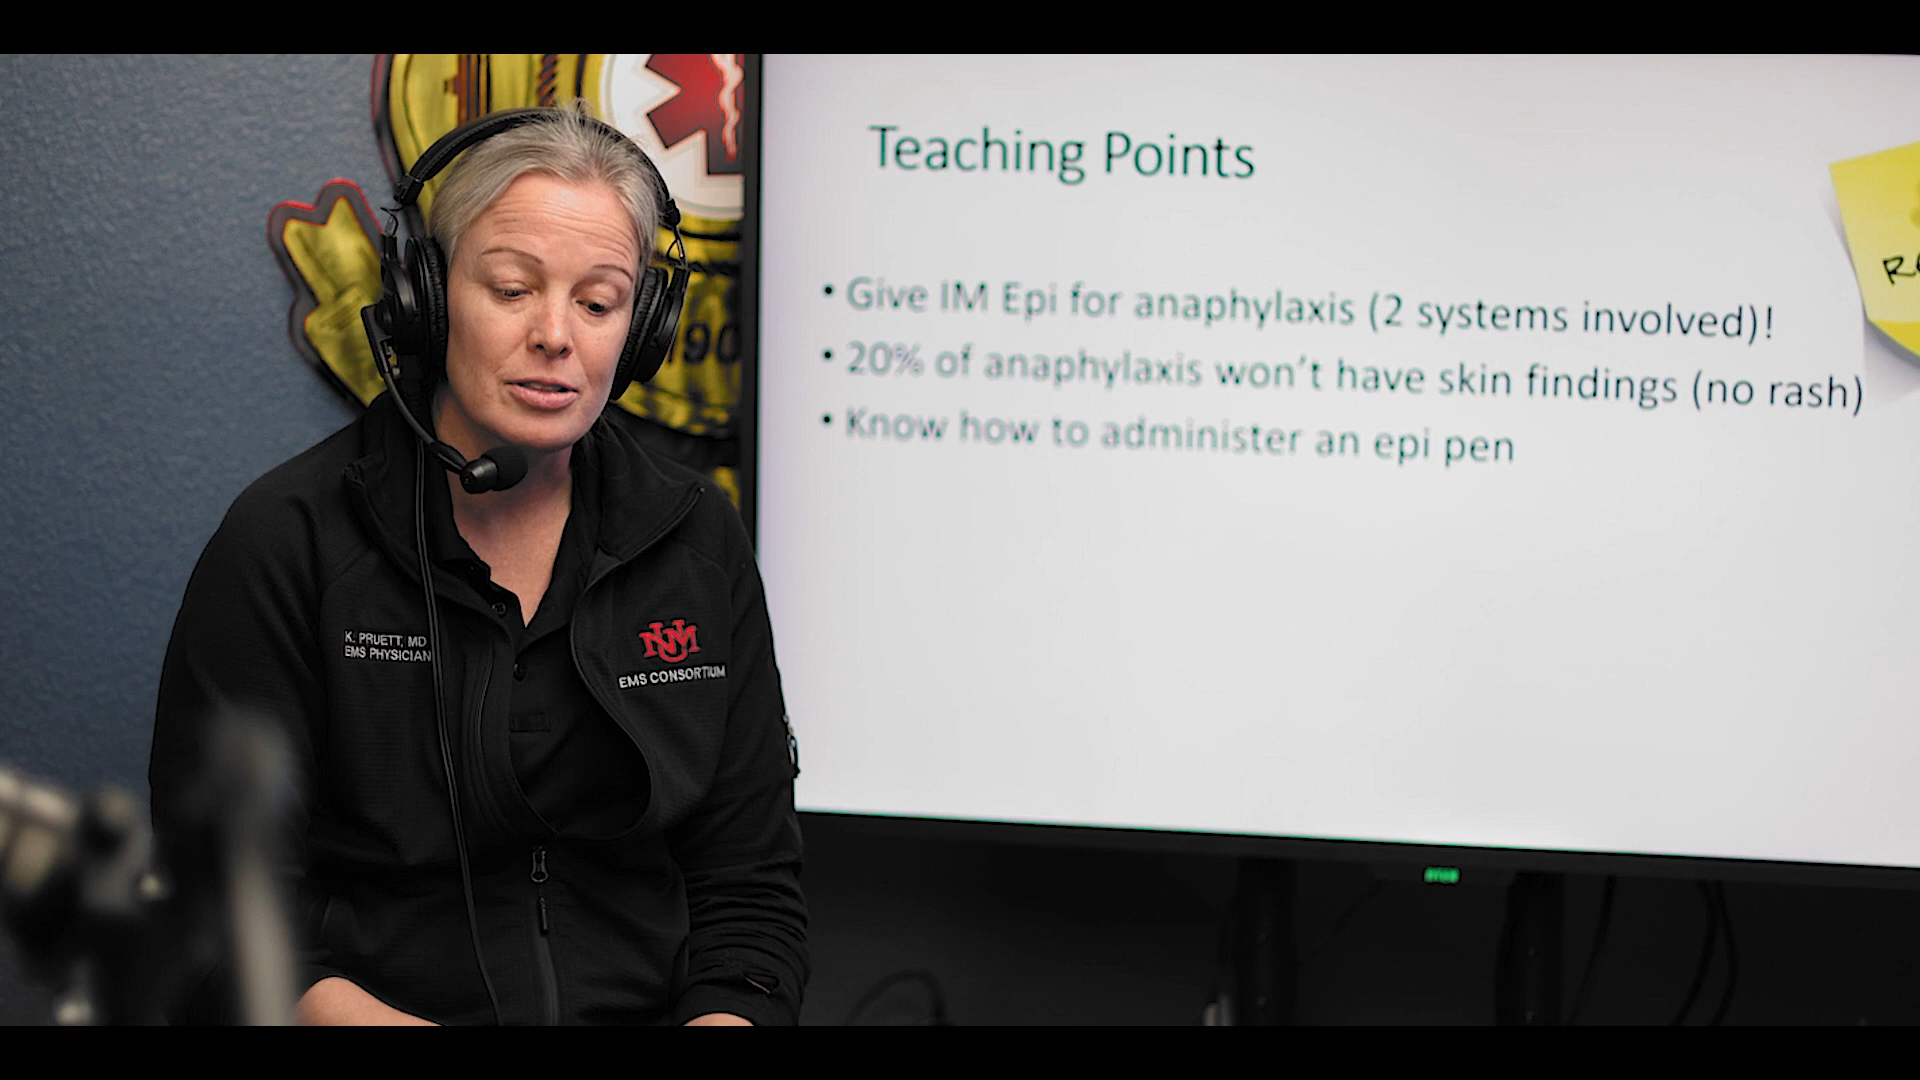 Teaching Points
• Give IM Epi for anaphylaxis (2 systems involved)!
• 20% of anaphylaxis won't have skin findings (no rash)
• Know how to administer an epi pen
K. PRUETT, MD
EMS PHYSICIAN
UNM
EMS CONSORTIUM
190